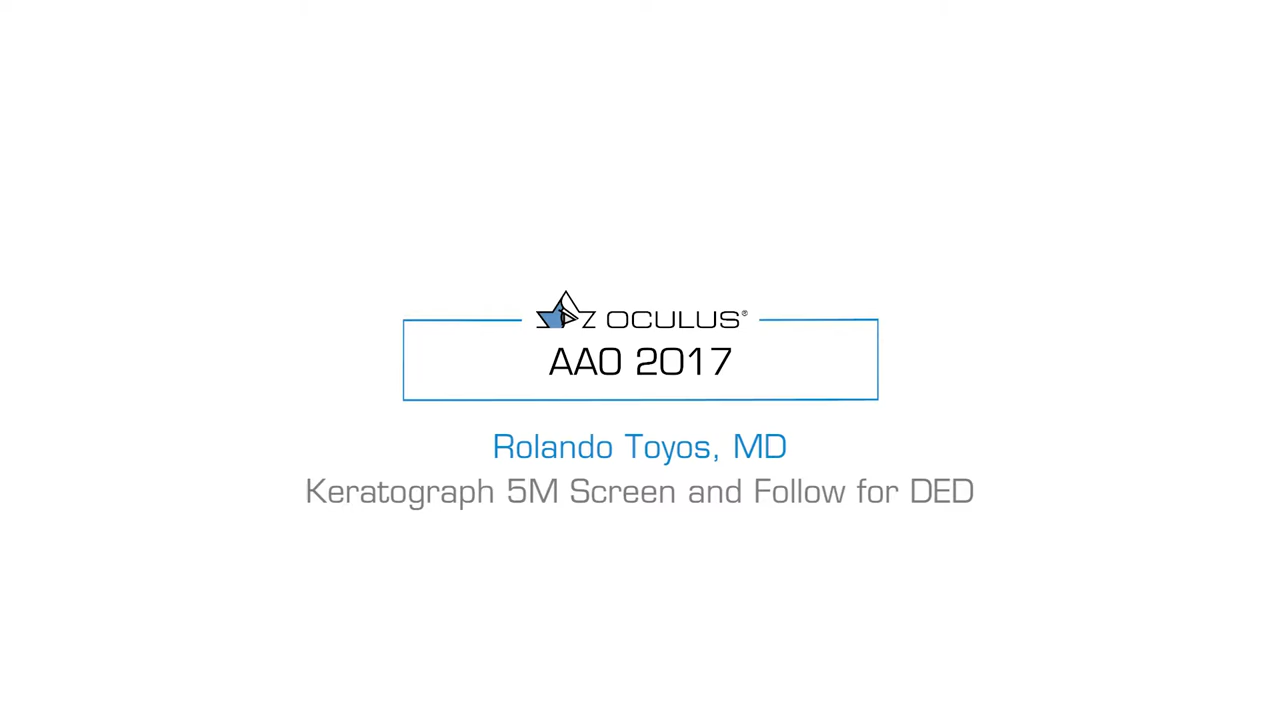 OCULUS®
AAO 2017
Rolando Toyos, MD
Keratograph 5M Screen and Follow for DED